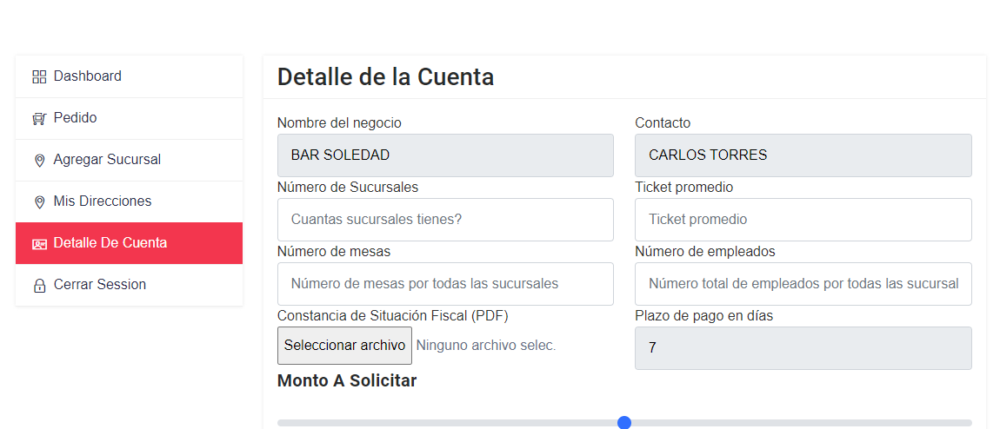 Dashboard
Pedido
Agregar Sucursal
Mis Direcciones
Detalle De Cuenta
Cerrar Session
Detalle de la Cuenta
Nombre del negocio
BAR SOLEDAD
Contacto
CARLOS TORRES
Número de Sucursales
Cuantas sucursales tienes?
Ticket promedio
Ticket promedio
Número de mesas
Número de mesas por todas las sucursales
Número de empleados
Número total de empleados por todas las sucursal
Constancia de Situación Fiscal (PDF)
Seleccionar archivo Ninguno archivo selec.
Plazo de pago en días
7
Monto A Solicitar